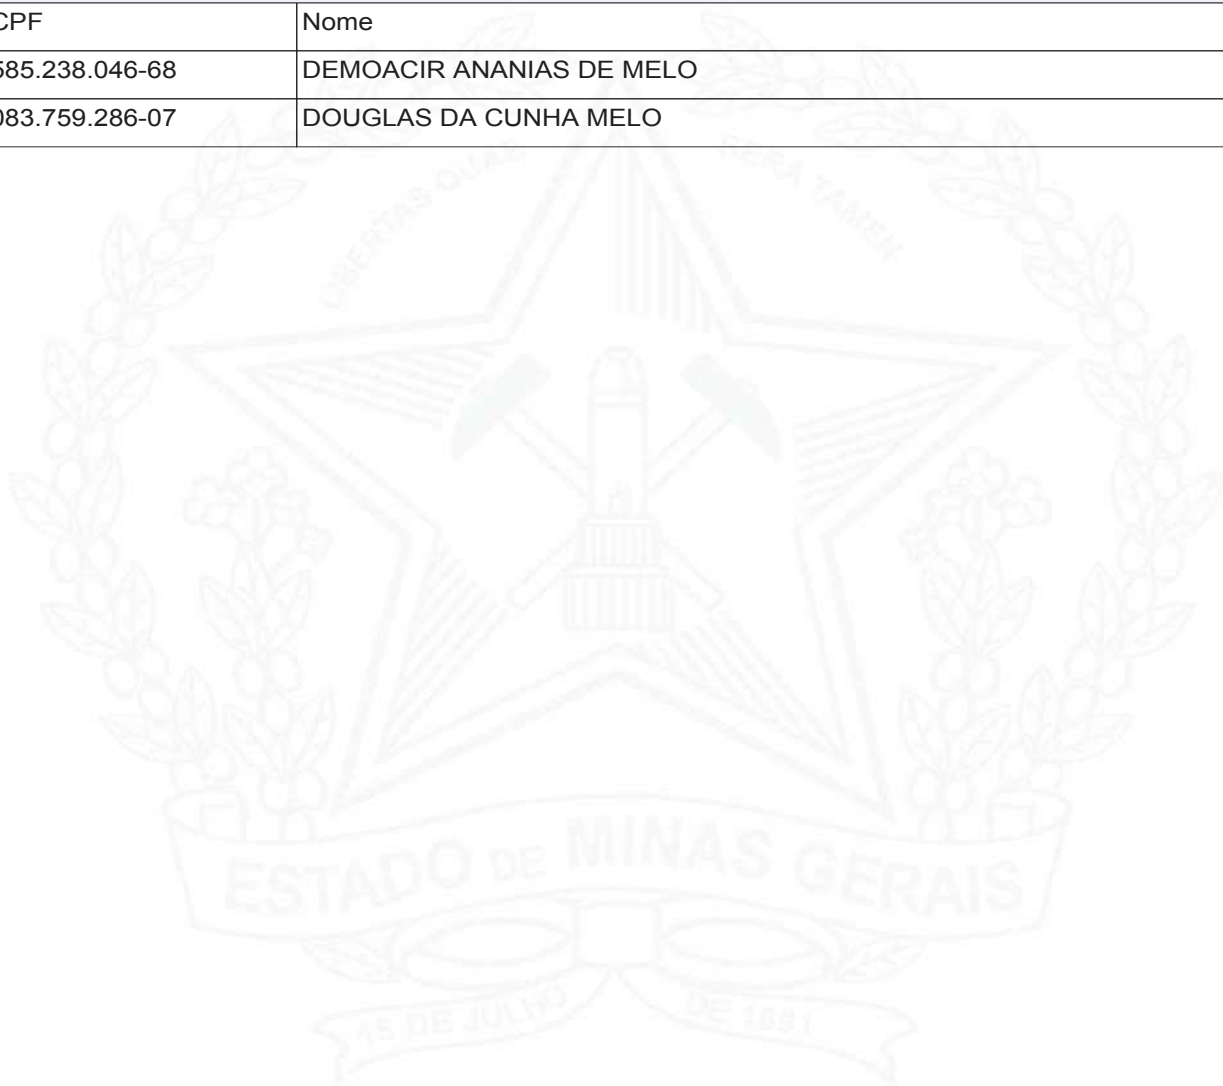 CPF Nome
585.238.046-68 DEMOACIR ANANIAS DE MELO
083.759.286-07 DOUGLAS DA CUNHA MELO
LIBERTAS QUAE SERA TAMEN
ESTADO DE MINAS GERAIS
15 DE JULHO DE 1891